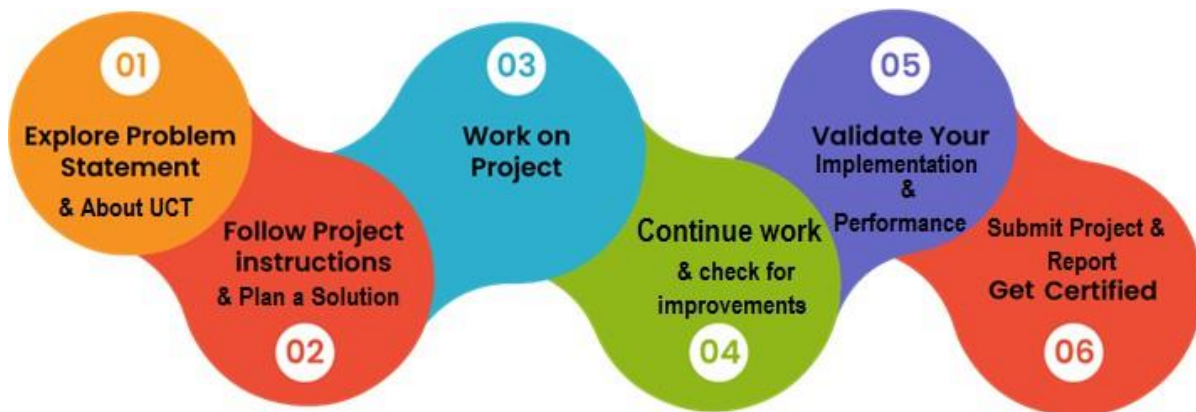 01
Explore Problem
Statement
& About UCT
Follow Project
instructions
& Plan a Solution
02
03
Work on
Project
Continue work
& check for
improvements
04
05
Validate Your
Implementation
&
Performance
Submit Project &
Report
Get Certified
06